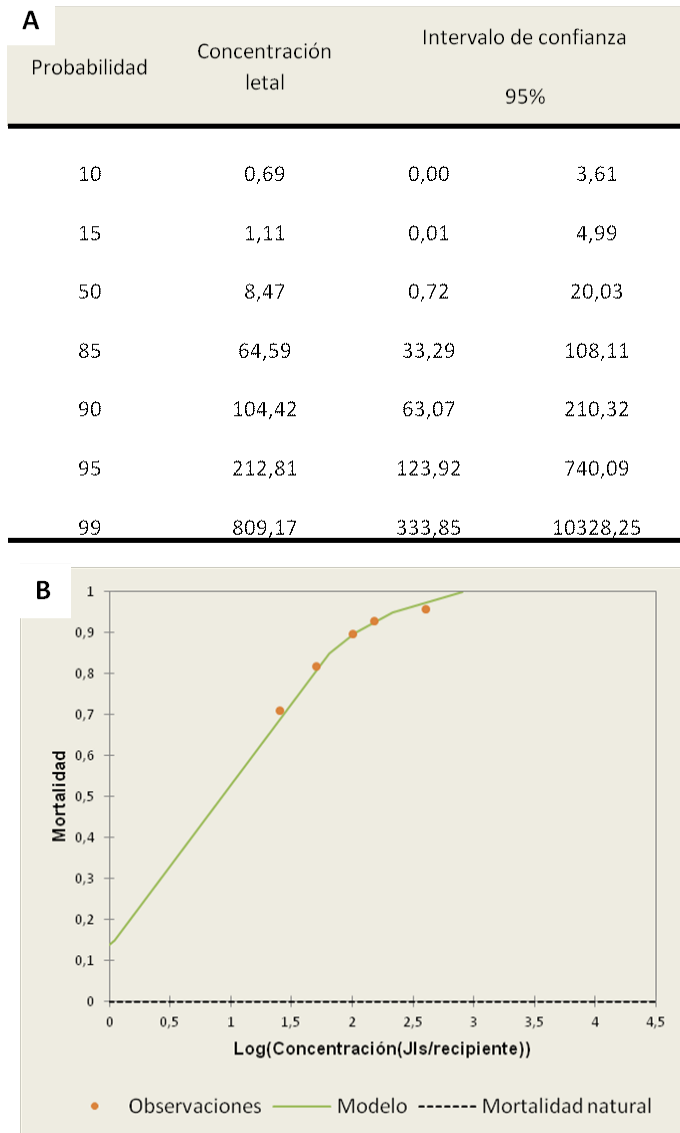 A
Probabilidad
Concentración
letal
Intervalo de confianza
95%
10 0,69 0,00 3,61
15 1,11 0,01 4,99
50 8,47 0,72 20,03
85 64,59 33,29 108,11
90 104,42 63,07 210,32
95 212,81 123,92 740,09
99 809,17 333,85 10328,25
B
1
0,9
0,8
0,7
0,6
0,5
0,4
0,3
0,2
0,1
0
Mortalidad
0 0,5 1 1,5 2 2,5 3 3,5 4 4,5
Log(Concentración(JIs/recipiente))
Observaciones Modelo Mortalidad natural